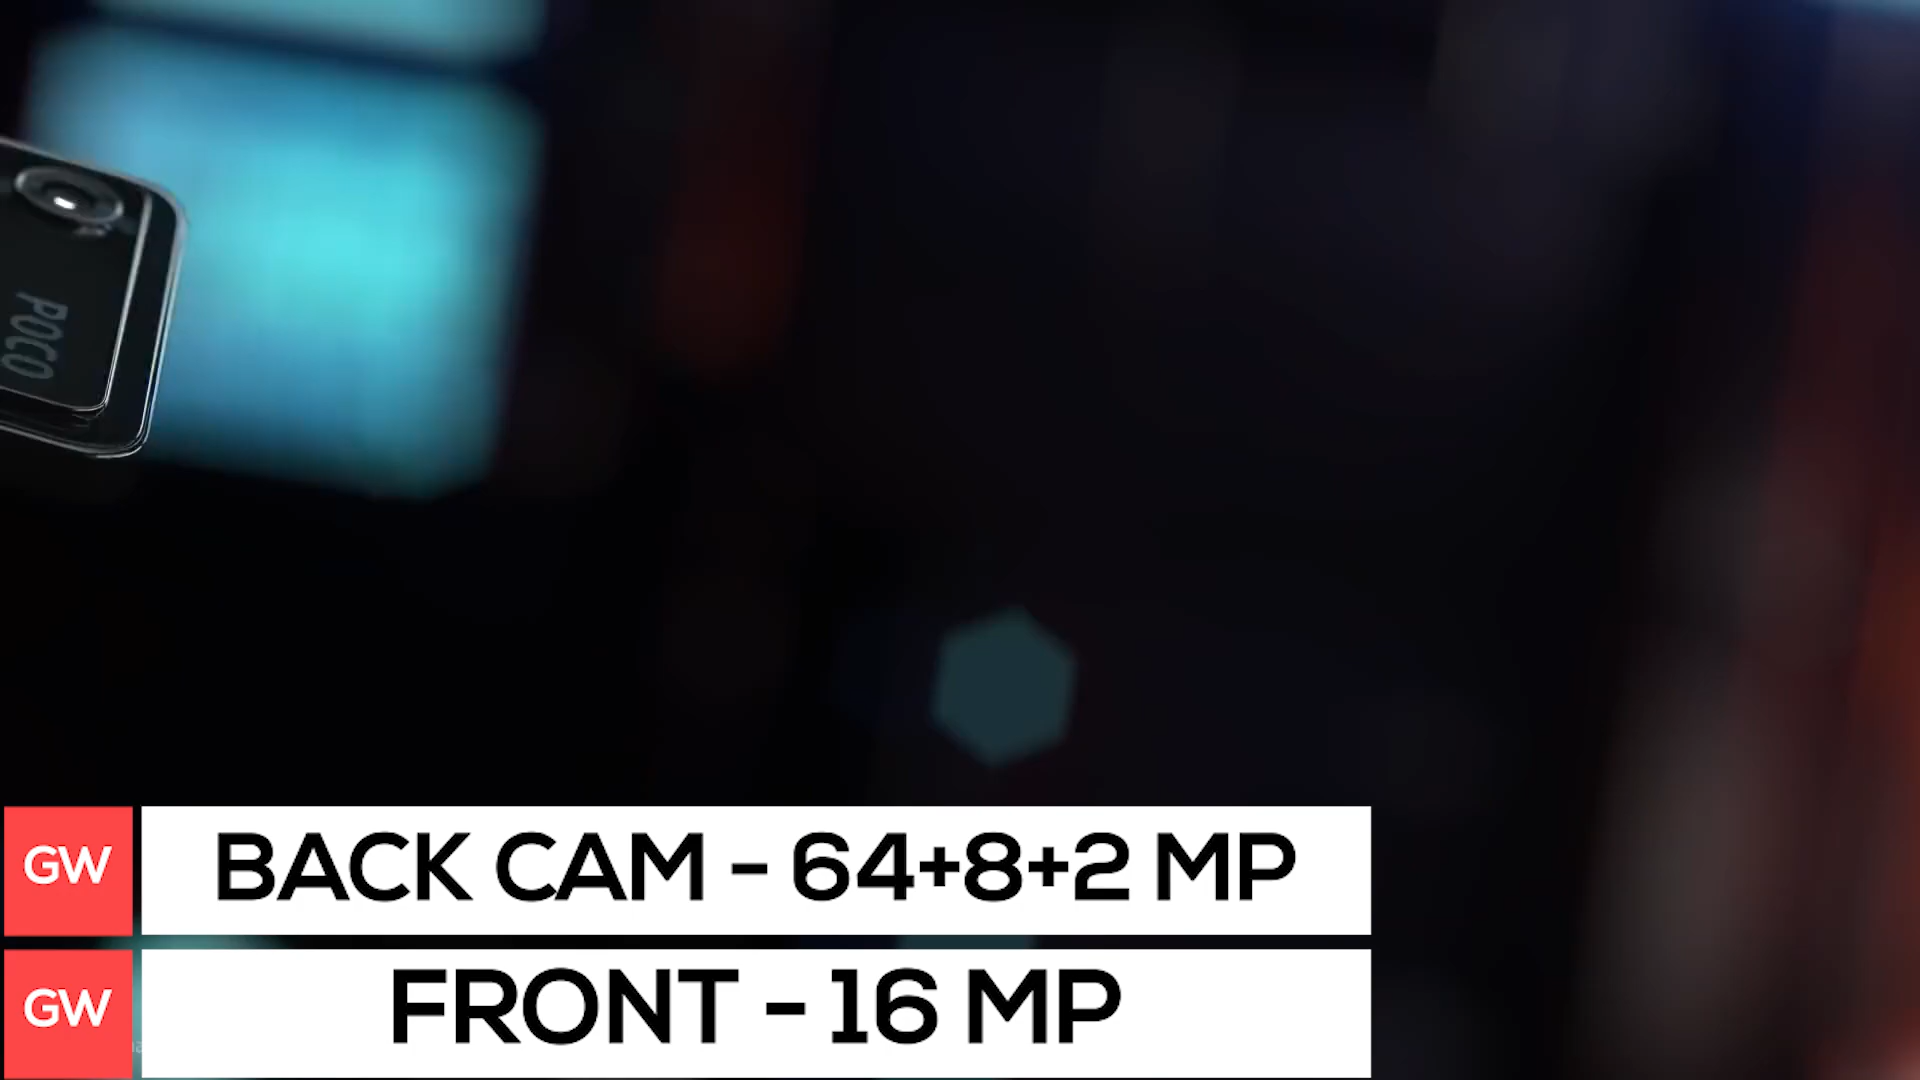 POCO
GW
BACK CAM - 64+8+2 MP
GW
FRONT - 16 MP